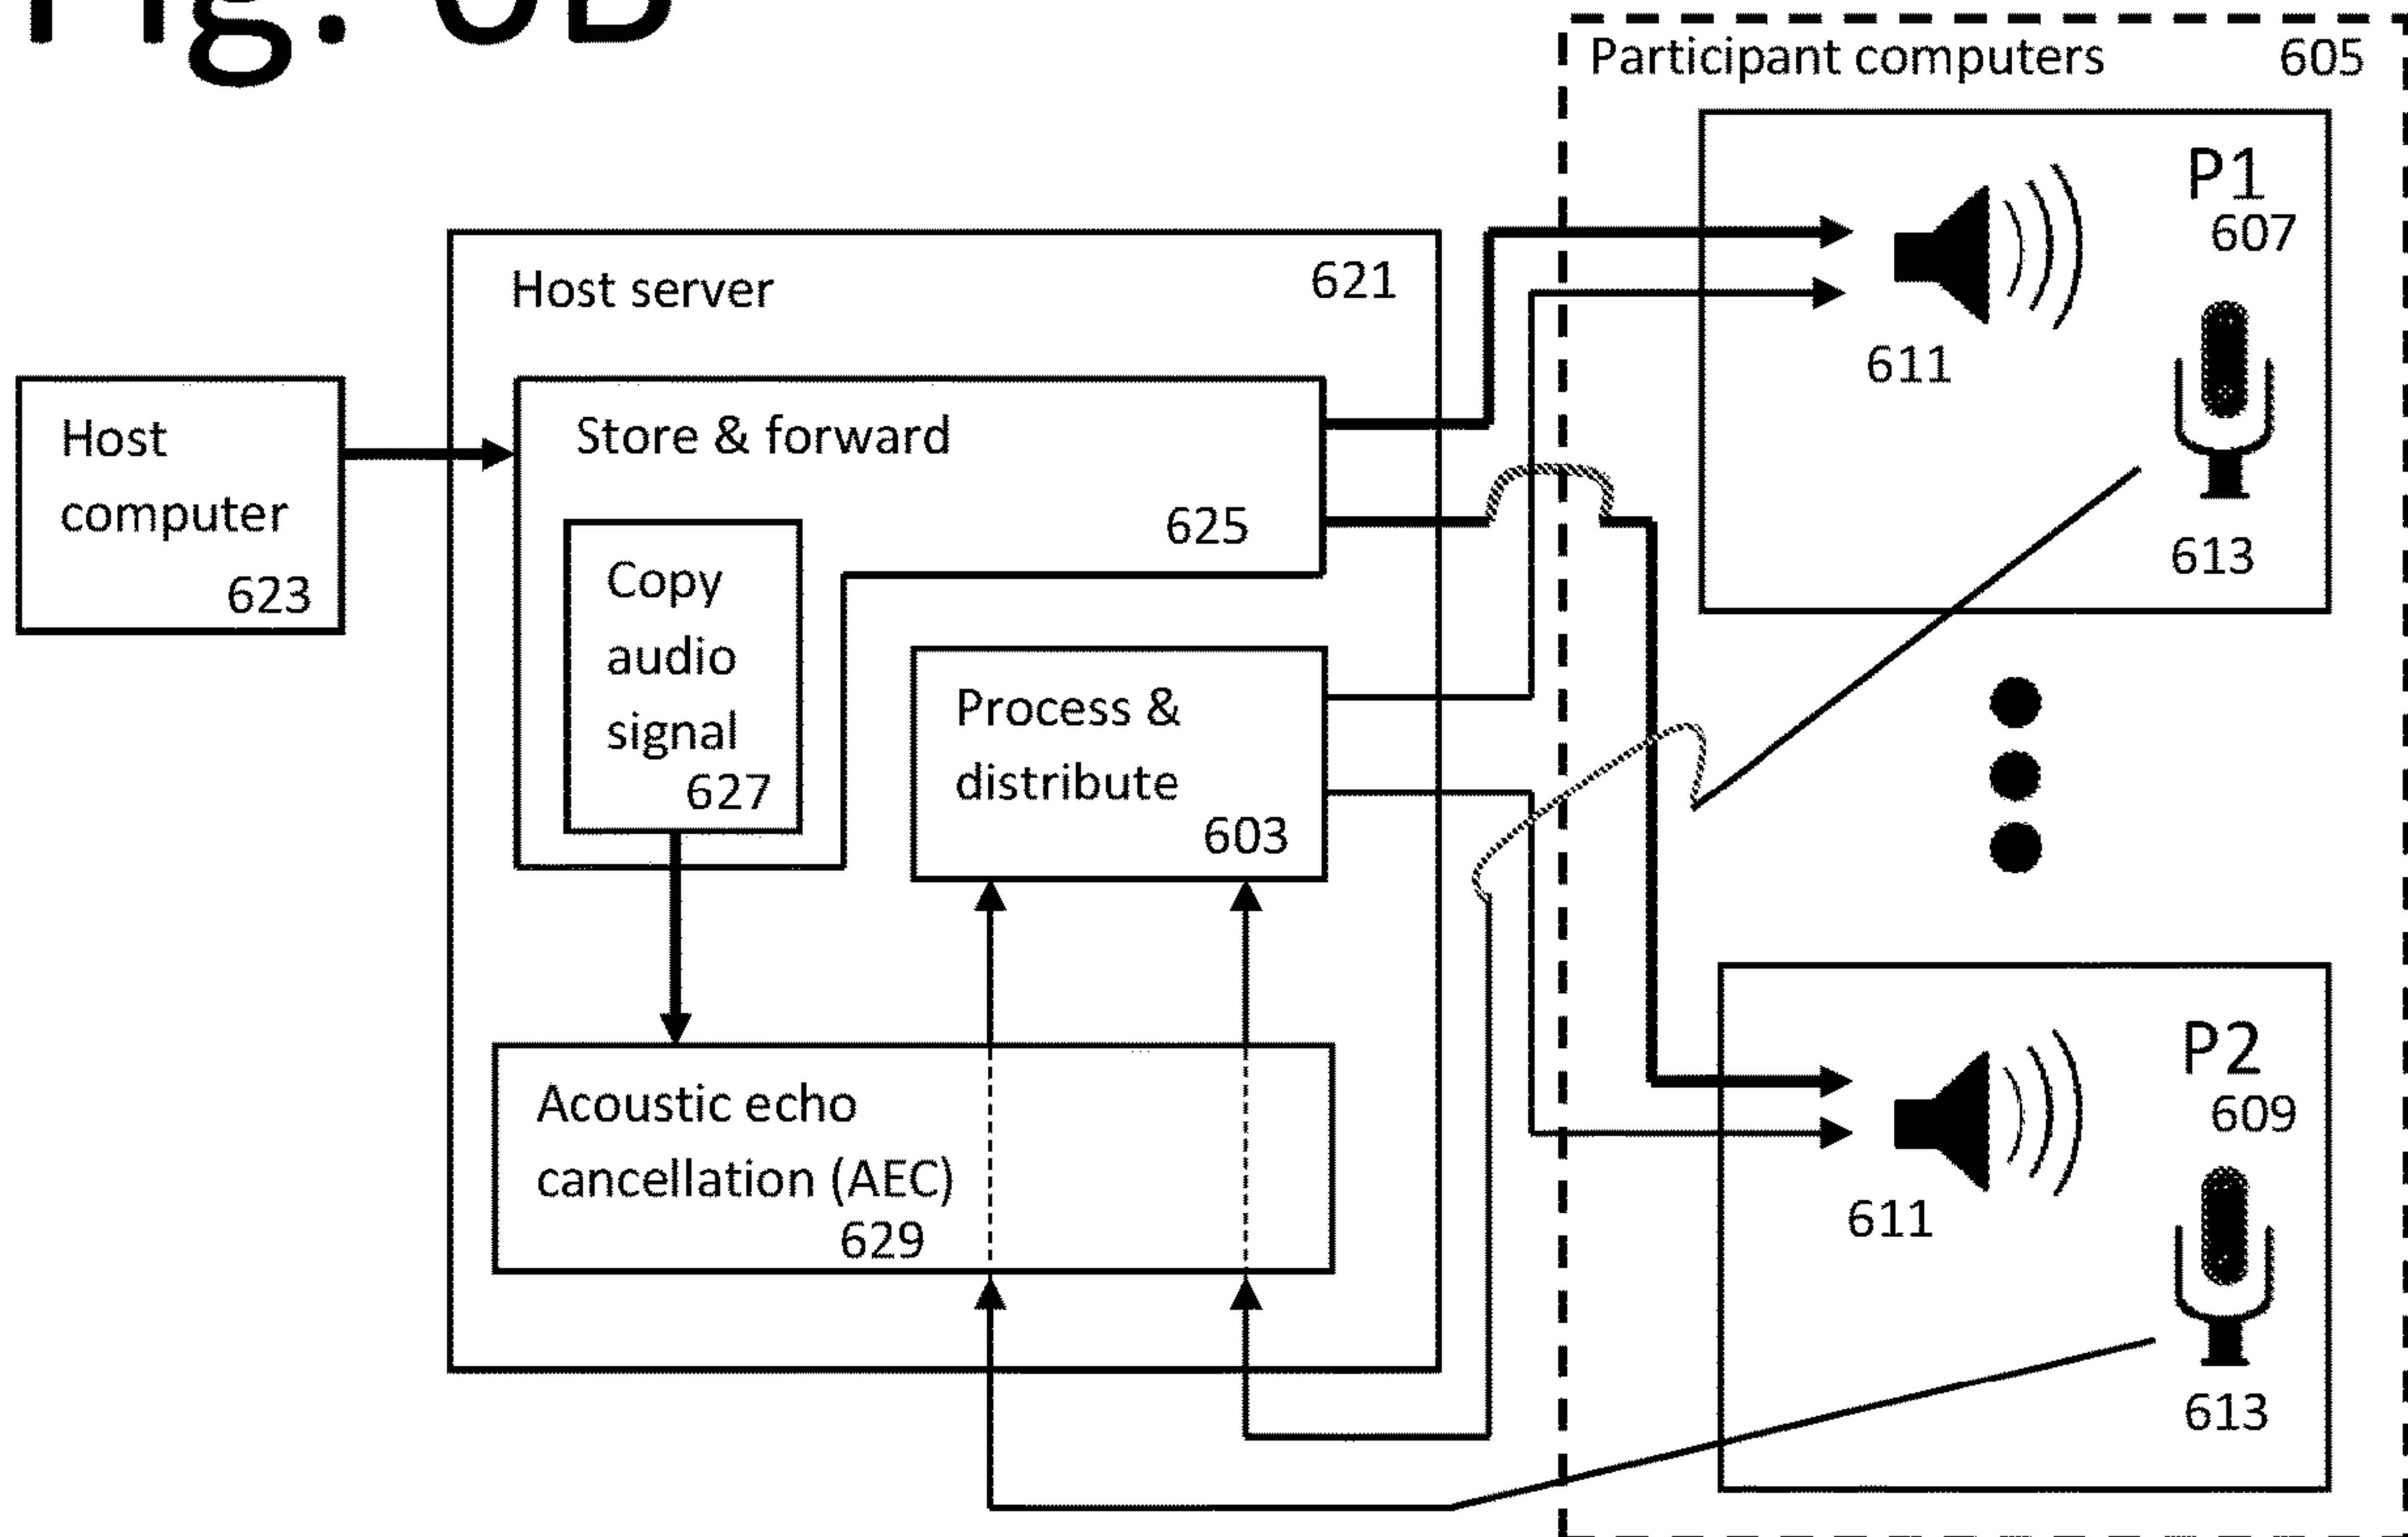 Fig. 6B
Participant computers 605
P1
607
611
613
Host server 621
Host
computer
623
Store & forward
625
Copy
audio
signal
627
Process &
distribute
603
Acoustic echo
cancellation (AEC)
629
P2
609
611
613